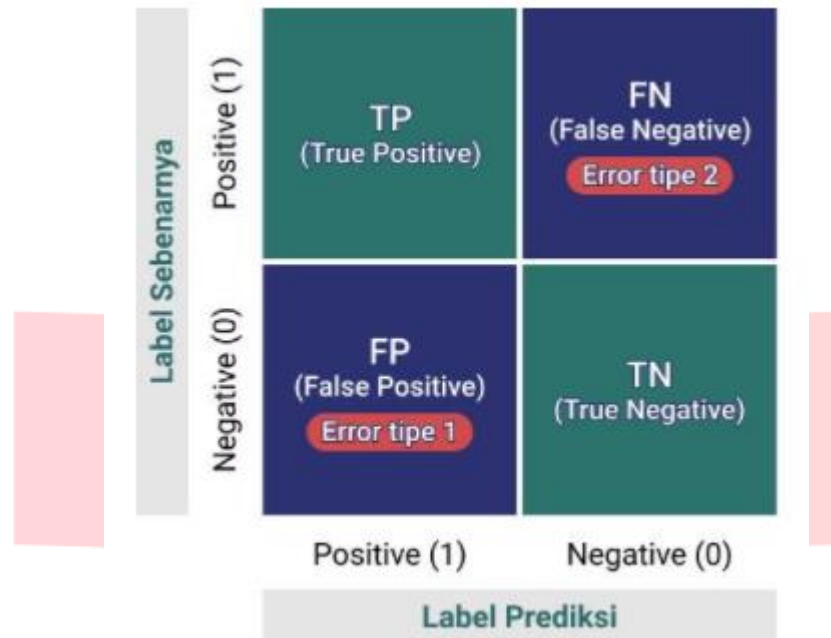 Label Sebenarnya
Positive (1)
TP
(True Positive)
FN
(False Negative)
Error tipe 2
Negative (0)
FP
(False Positive)
Error tipe 1
TN
(True Negative)
Positive (1)
Negative (0)
Label Prediksi